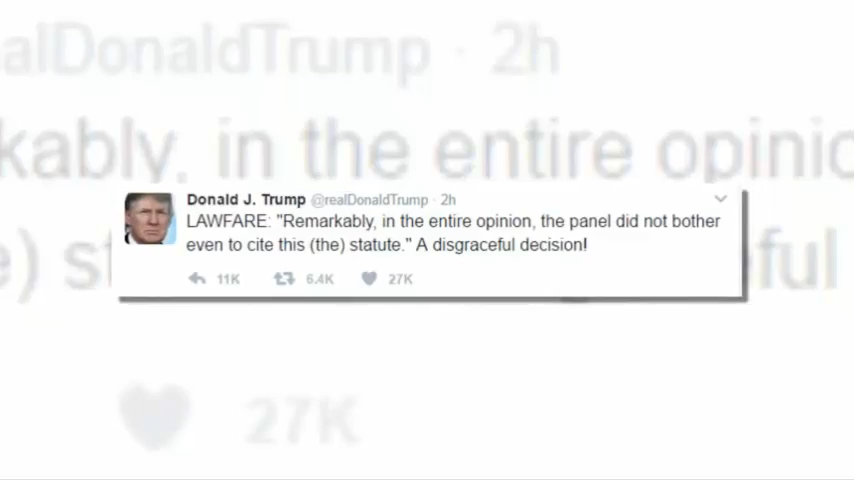 alDonaldTrump · 2h
kably, in the entire opinio
Donald J. Trump @realDonaldTrump · 2h
LAWFARE: "Remarkably, in the entire opinion, the panel did not bother
even to cite this (the) statute." A disgraceful decision!
11K 6.4K 27K
e) st ful
27K